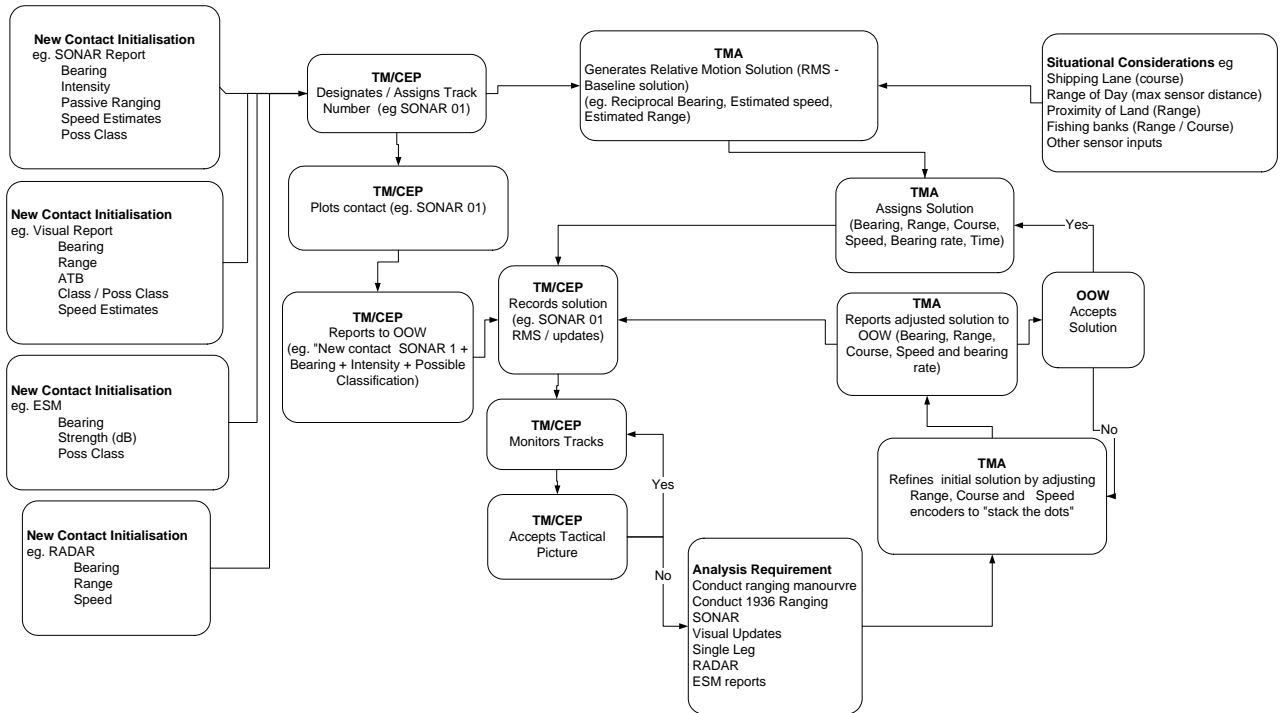 New Contact Initialisation
eg. SONAR Report
Bearing
Intensity
Passive Ranging
Speed Estimates
Poss Class
New Contact Initialisation
eg. Visual Report
Bearing
Range
ATB
Class / Poss Class
Speed Estimates
New Contact Initialisation
eg. ESM
Bearing
Strength (dB)
Poss Class
New Contact Initialisation
eg. RADAR
Bearing
Range
Speed
TM/CEP
Designates / Assigns Track
Number (eg SONAR 01)
TM/CEP
Plots contact (eg. SONAR 01)
TM/CEP
Reports to OOW
(eg. "New contact SONAR 1 +
Bearing + Intensity + Possible
Classification)
TMA
Generates Relative Motion Solution (RMS -
Baseline solution)
(eg. Reciprocal Bearing, Estimated speed,
Estimated Range)
Situational Considerations eg
Shipping Lane (course)
Range of Day (max sensor distance)
Proximity of Land (Range)
Fishing banks (Range / Course)
Other sensor inputs
TMA
Assigns Solution
(Bearing, Range, Course,
Speed, Bearing rate, Time)
Yes
TM/CEP
Records solution
(eg. SONAR 01
RMS / updates)
TMA
Reports adjusted solution to
OOW (Bearing, Range,
Course, Speed and bearing
rate)
OOW
Accepts
Solution
No
TM/CEP
Monitors Tracks
Yes
TM/CEP
Accepts Tactical
Picture
No
TMA
Refines initial solution by adjusting
Range, Course and Speed
encoders to "stack the dots"
Analysis Requirement
Conduct ranging manourvre
Conduct 1936 Ranging
SONAR
Visual Updates
Single Leg
RADAR
ESM reports